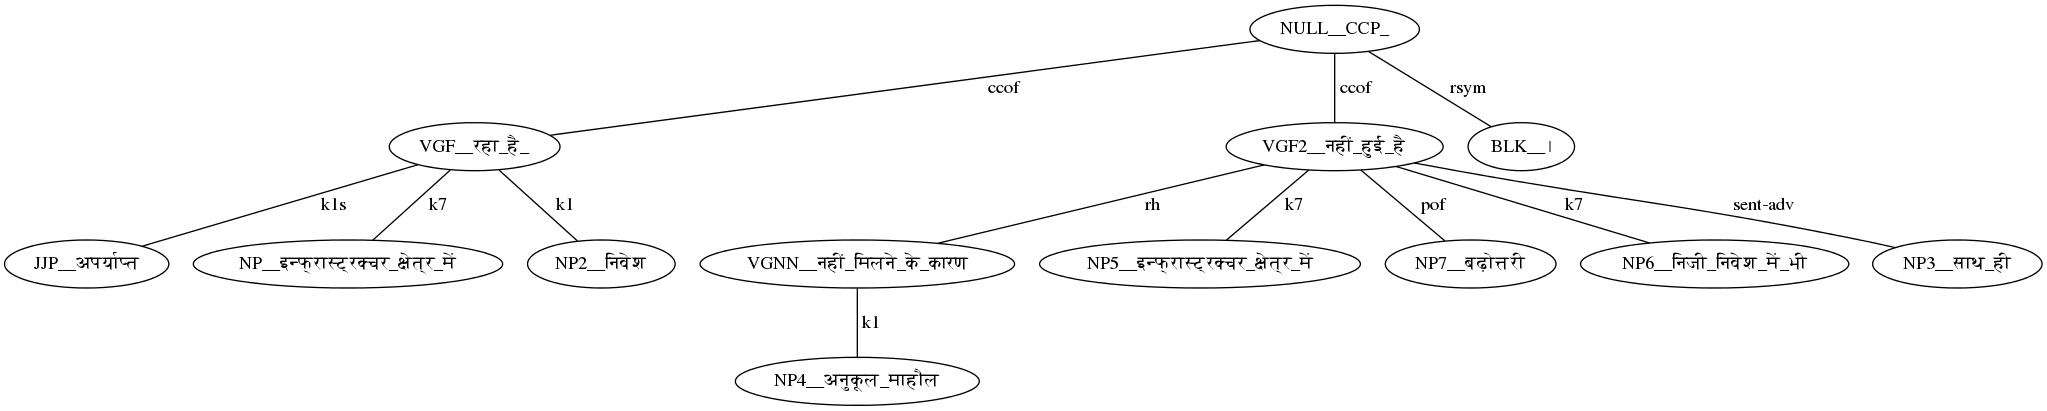 NULL__CCP_
ccof ccof rsym
VGF__रहा_है_ VGF2__नहीं_हुई_है BLK__।
k1s k7 k1 rh k7 pof k7 sent-adv
JJP__अपर्याप्त NP__इन्फ्रास्ट्रक्चर_क्षेत्र_में NP2__निवेश VGNN__नहीं_मिलने_के_कारण NP5__इन्फ्रास्ट्रक्चर_क्षेत्र_में NP7__बढ़ोत्तरी NP6__निजी_निवेश_में_भी NP3__साथ_ही
k1
NP4__अनुकूल_माहौल